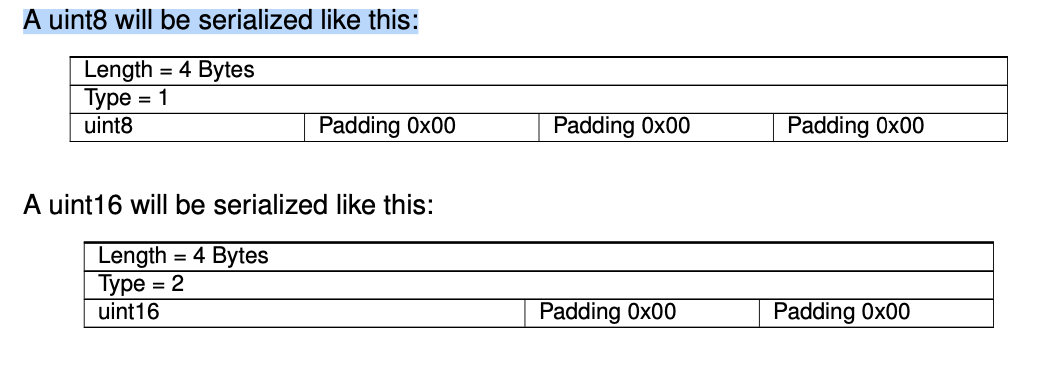 A uint8 will be serialized like this:
Length = 4 Bytes
Type = 1
uint8 Padding 0x00 Padding 0x00 Padding 0x00
A uint16 will be serialized like this:
Length = 4 Bytes
Type = 2
uint16 Padding 0x00 Padding 0x00